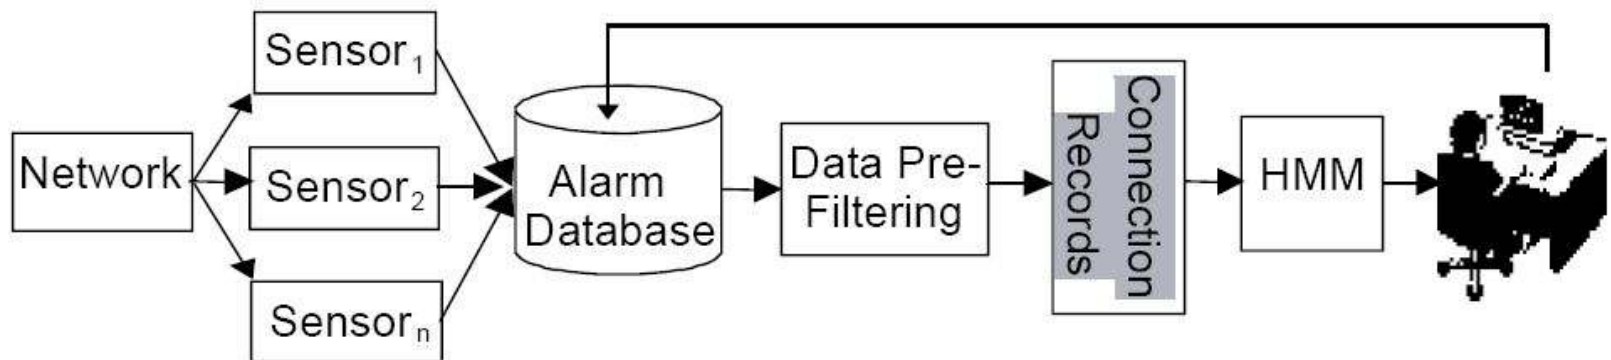 Network
Sensor1
Sensor2
Sensorn
Alarm
Database
Data Pre-
Filtering
Connection
Records
HMM